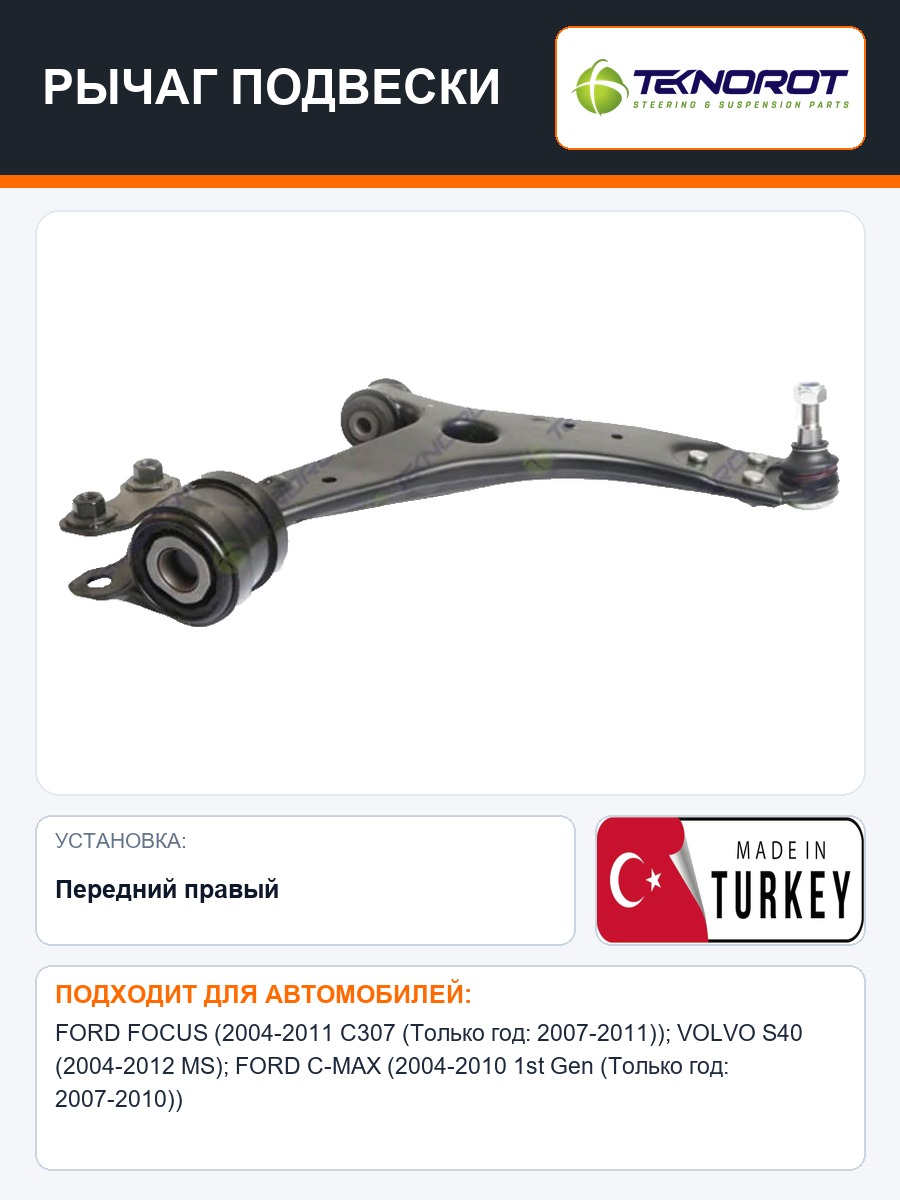 РЫЧАГ ПОДВЕСКИ
TEKNOROT
STEERING & SUSPENSION PARTS
УСТАНОВКА:
Передний правый
MADE IN
TURKEY
ПОДХОДИТ ДЛЯ АВТОМОБИЛЕЙ:
FORD FOCUS (2004-2011 C307 (Только год: 2007-2011)); VOLVO S40
(2004-2012 MS); FORD C-MAX (2004-2010 1st Gen (Только год:
2007-2010))